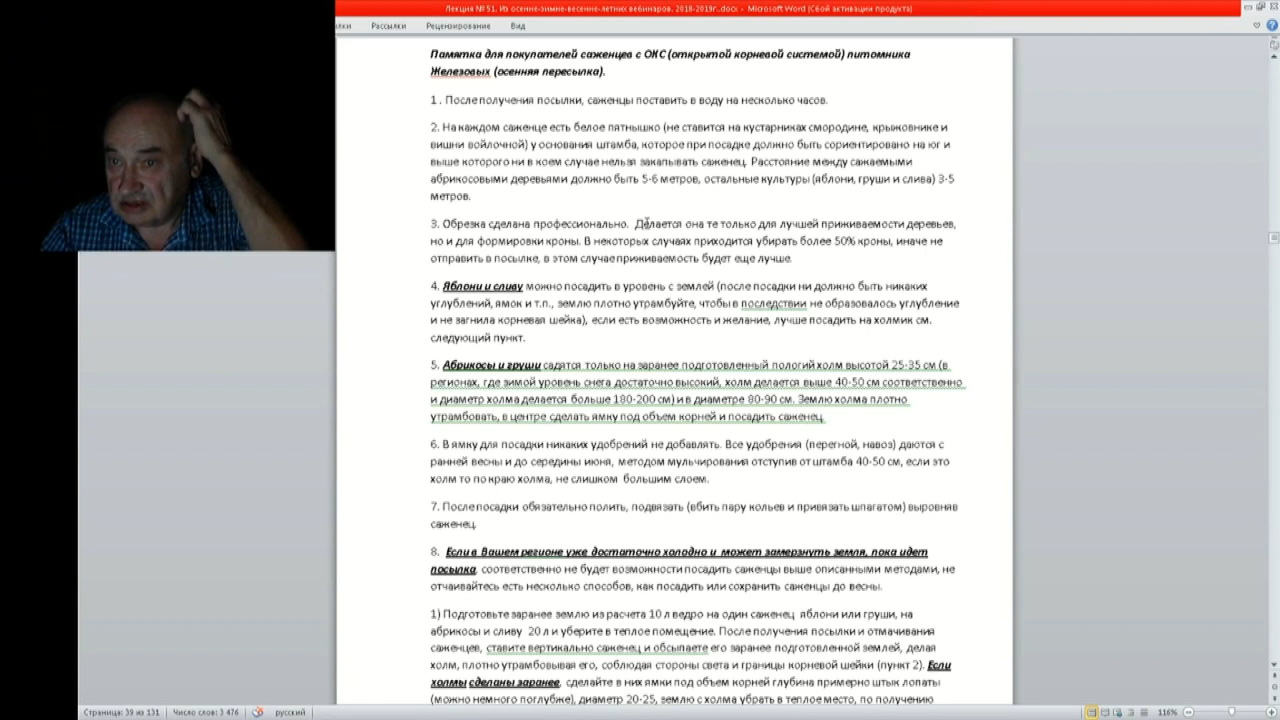 Лекция №51. Из осенне-зимне-весенне-летних вебинаров. 2018-2019г..docx - Microsoft Word (Сбой активации продукта)
лки Рассылки Рецензирование Вид
Памятка для покупателей саженцев с ОКС (открытой корневой системой) питомника
Железовых (осенняя пересылка).
1 . После получения посылки, саженцы поставить в воду на несколько часов.
2. На каждом саженце есть белое пятнышко (не ставится на кустарниках смородине, крыжовнике и
вишни войлочной) у основания штамба, которое при посадке должно быть сориентировано на юг и
выше которого ни в коем случае нельзя закапывать саженец. Расстояние между сажаемыми
абрикосовыми деревьями должно быть 5-6 метров, остальные культуры (яблони, груши и слива) 3-5
метров.
3. Обрезка сделана профессионально. Делается она те только для лучшей приживаемости деревьев,
но и для формировки кроны. В некоторых случаях приходится убирать более 50% кроны, иначе не
отправить в посылке, в этом случае приживаемость будет еще лучше.
4. Яблони и сливу можно посадить в уровень с землей (после посадки ни должно быть никаких
углублений, ямок и т.п., землю плотно утрамбуйте, чтобы в последствии не образовалось углубление
и не загнила корневая шейка), если есть возможность и желание, лучше посадить на холмик см.
следующий пункт.
5. Абрикосы и груши садятся только на заранее подготовленный пологий холм высотой 25-35 см (в
регионах, где зимой уровень снега достаточно высокий, холм делается выше 40-50 см соответственно
и диаметр холма делается больше 180-200 см) и в диаметре 80-90 см. Землю холма плотно
утрамбовать, в центре сделать ямку под объем корней и посадить саженец.
6. В ямку для посадки никаких удобрений не добавлять. Все удобрения (перегной, навоз) даются с
ранней весны и до середины июня, методом мульчирования отступив от штамба 40-50 см, если это
холм то по краю холма, не слишком большим слоем.
7. После посадки обязательно полить, подвязать (вбить пару кольев и привязать шпагатом) выровняв
саженец.
8. Если в Вашем регионе уже достаточно холодно и может замерзнуть земля, пока идет
посылка, соответственно не будет возможности посадить саженцы выше описанными методами, не
отчаивайтесь есть несколько способов, как посадить или сохранить саженцы до весны.
1) Подготовьте заранее землю из расчета 10 л ведро на один саженец яблони или груши, на
абрикосы и сливу 20 л и уберите в теплое помещение. После получения посылки и отмачивания
саженцев, ставите вертикально саженец и обсыпаете его заранее подготовленной землей, делая
холм, плотно утрамбовывая его, соблюдая стороны света и границы корневой шейки (пункт 2). Если
холмы сделаны заранее, сделайте в них ямки под объем корней глубина примерно штык лопаты
(можно немного поглубже), диаметр 20-25, землю с холма убрать в теплое место, по получению
Страница: 39 из 131 Число слов: 3 476 русский 116%